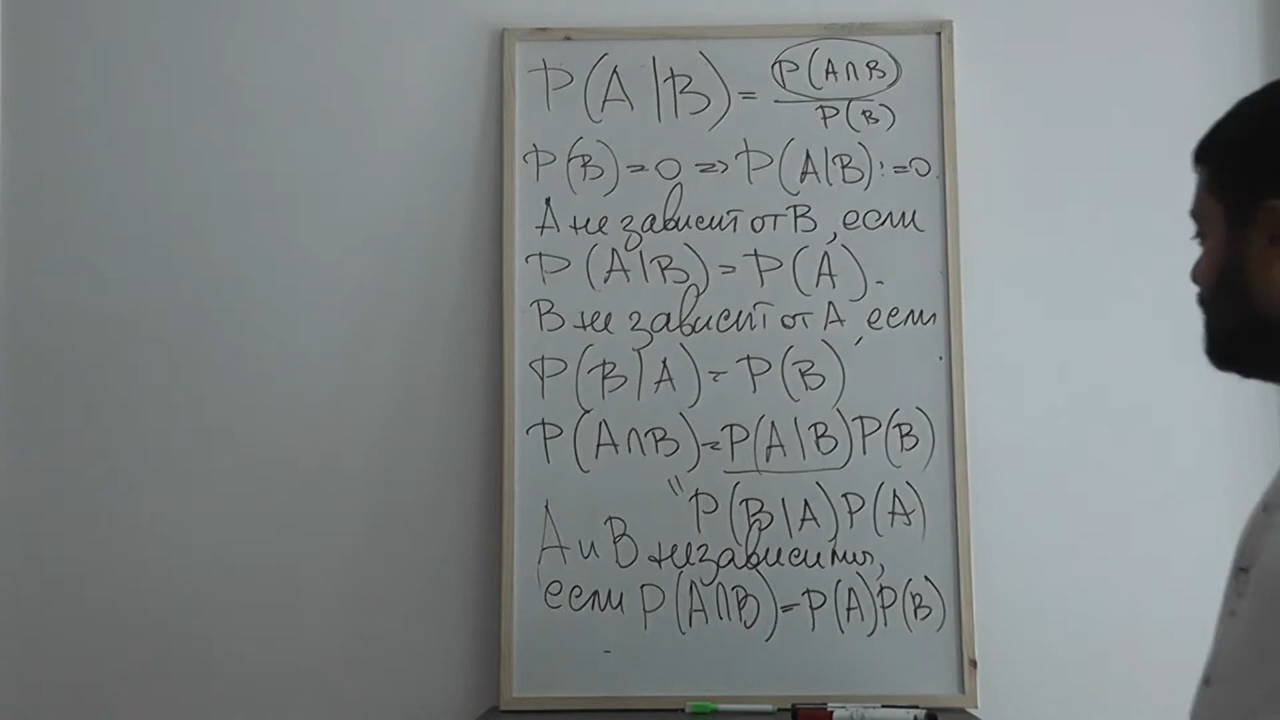 P(A|B) = P(A∩B) / P(B)
P(B)=0 => P(A|B):=0.
A не зависит от B, если
P(A|B)=P(A).
B не зависит от A, если
P(B|A)=P(B)
P(A∩B)=P(A|B)P(B)
" P(B|A)P(A)
A и B независимы,
если P(A∩B)=P(A)P(B)